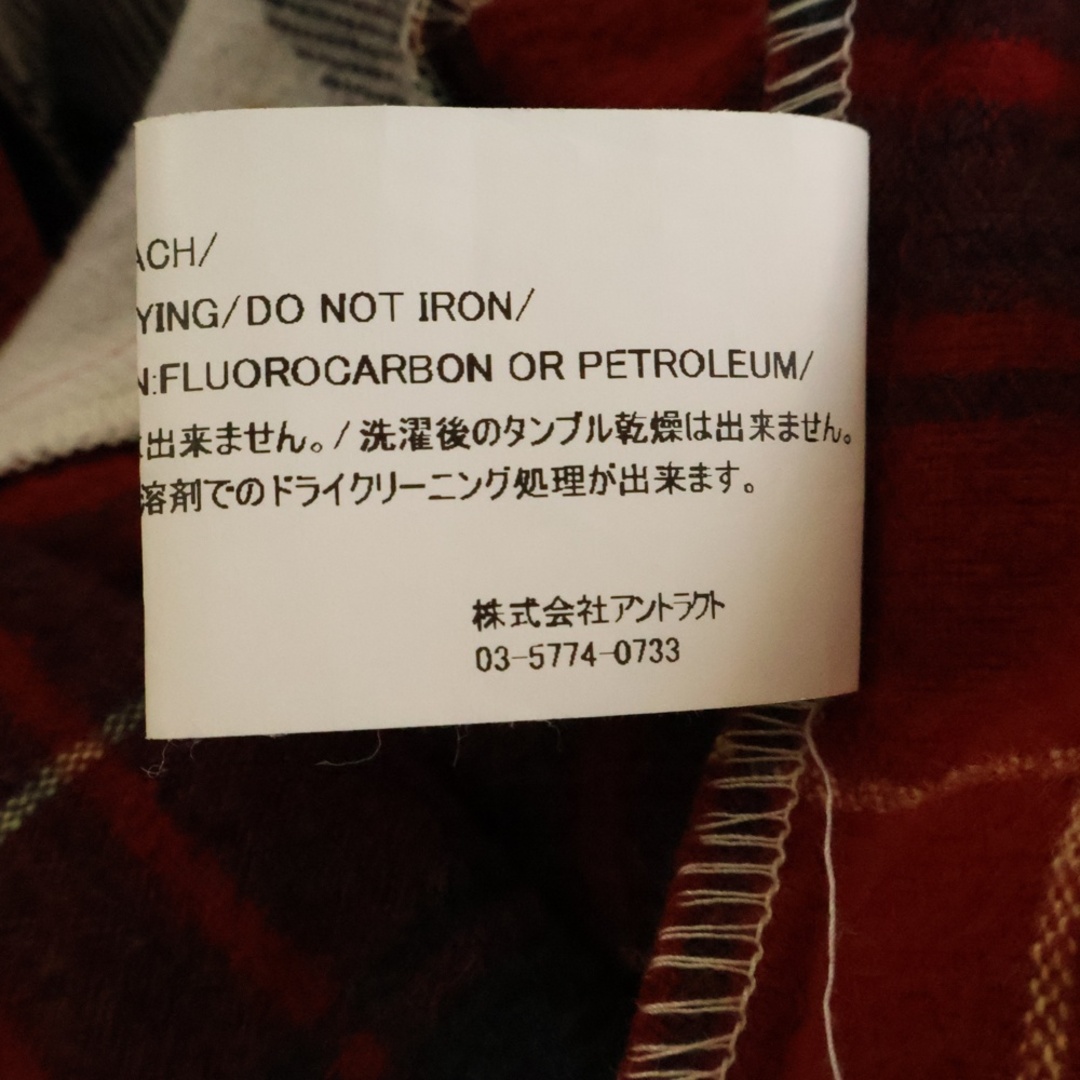 ACH/
YING/DO NOT IRON/
N:FLUOROCARBON OR PETROLEUM/
出来ません。/ 洗濯後のタンブル乾燥は出来ません。
溶剤でのドライクリーニング処理が出来ます。
株式会社アントラクト
03-5774-0733